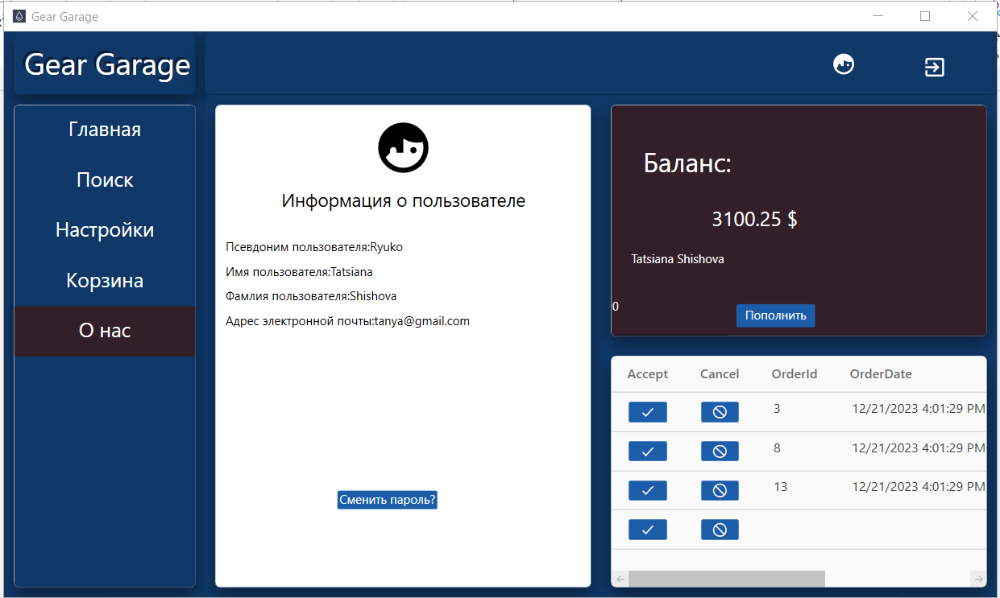 Gear Garage
Gear Garage
Главная
Поиск
Настройки
Корзина
О нас
Информация о пользователе
Псевдоним пользователя:Ryuko
Имя пользователя:Tatsiana
Фамлия пользователя:Shishova
Адрес электронной почты:tanya@gmail.com
Сменить пароль?
Баланс:
3100.25 $
Tatsiana Shishova
0
Пополнить
Accept Cancel OrderId OrderDate
3 12/21/2023 4:01:29 PM
8 12/21/2023 4:01:29 PM
13 12/21/2023 4:01:29 PM